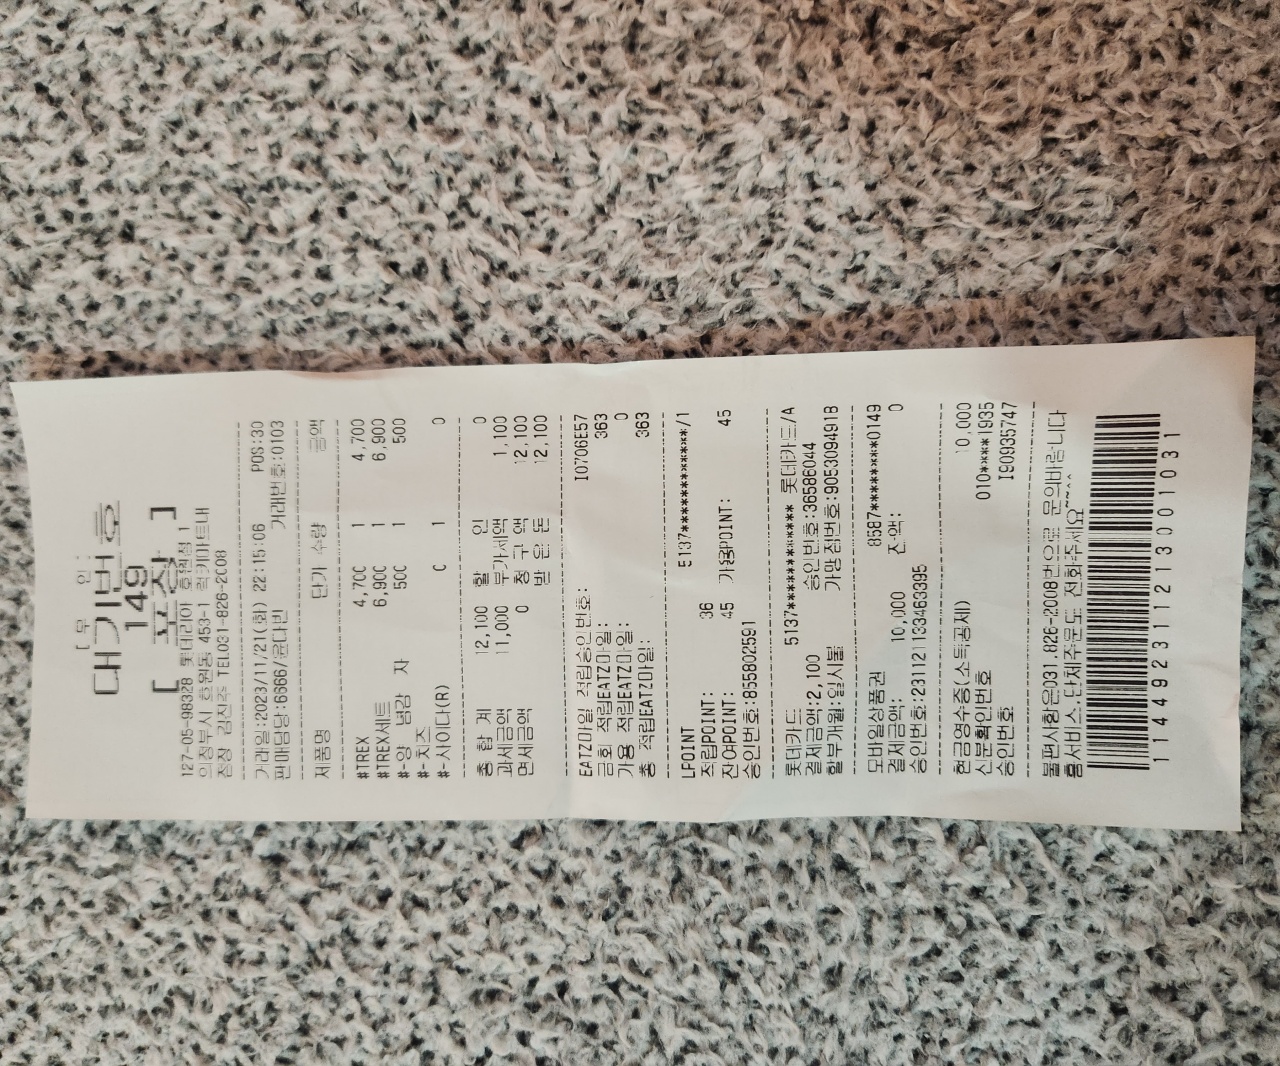 [ 무 인 ]
대기번호
149
[ 포장 ]
127-05-98328 롯데리아 호원점 1
의정부시 호원동 453-1 럭키마트내
점장 김진주 TEL031-826-2008
거래일:2023/11/21(화) 22:15:06 POS:30
판매담당:6666/윤다빈 거래번호:0103
제품명 단가 수량 금액
#TREX 4,700 1 4,700
#TREX세트 6,900 1 6,900
#-양 념감 자 500 1 500
#-치즈
#-사이다(R) 0 1 0
총 합 계 12,100 할 인 0
과세금액 11,000 부가세액 1,100
면세금액 0 청 구 액 12,100
받 은 돈 12,100
EATZ마일 적립승인번호: I0706E57
금회 적립EATZ마일: 363
가용 적립EATZ마일: 0
총 적립EATZ마일: 363
LPOINT 5137************/1
적립POINT: 36
잔여POINT: 45 가용POINT: 45
승인번호:855802591
롯데카드 5137************ 롯데카드/A
결제금액:2,100 승인번호:36586044
할부개월:일시불 가맹점번호:9053094918
모바일상품권 8587********0149
결제금액: 10,000 잔액: 0
승인번호:231121133463395
현금영수증(소득공제) 10,000
신분확인번호 010****1935
승인번호 I90935747
불편사항은031.826-2008번으로 문의바랍니다
홈서비스,단체주문도 전화주세요~^^
1144923112130001031